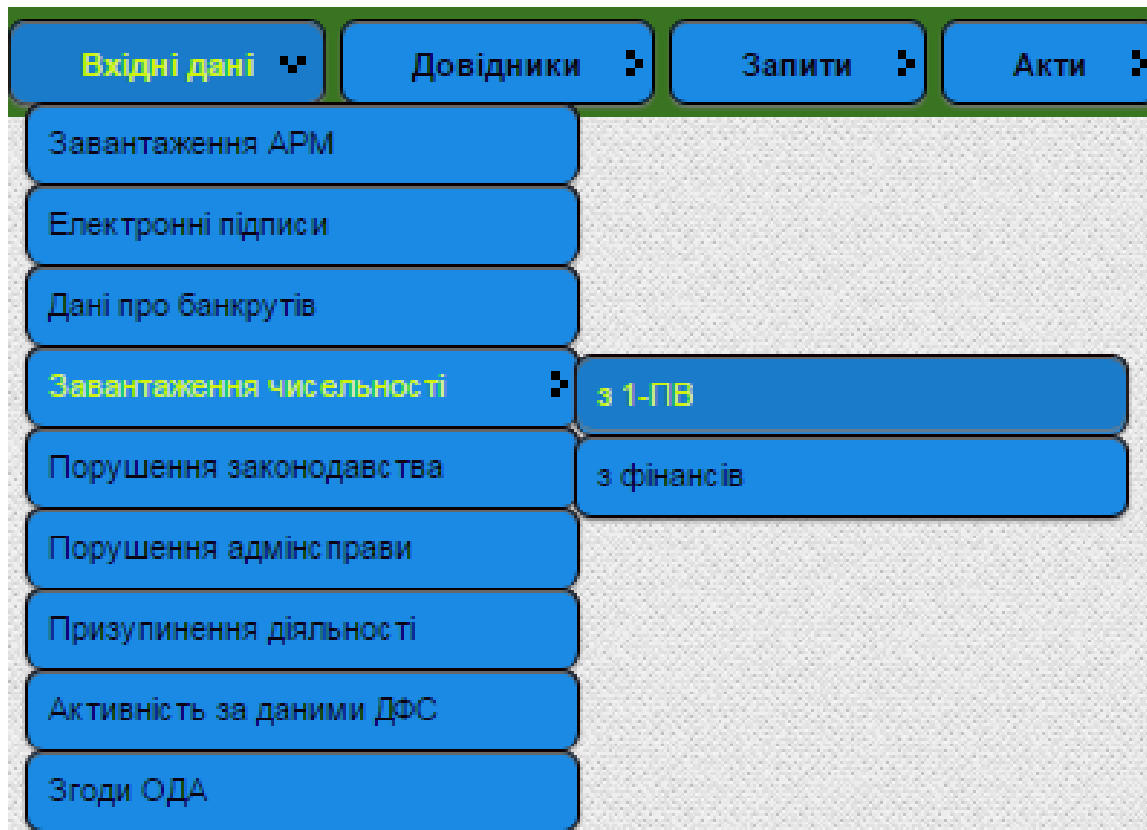 Вхідні дані
Довідники
Запити
Акти
Завантаження АРМ
Електронні підписи
Дані про банкрутів
Завантаження чисельності
з 1-ПВ
Порушення законодавства
з фінансів
Порушення адмінсправи
Призупинення діяльності
Активність за даними ДФС
Згоди ОДА